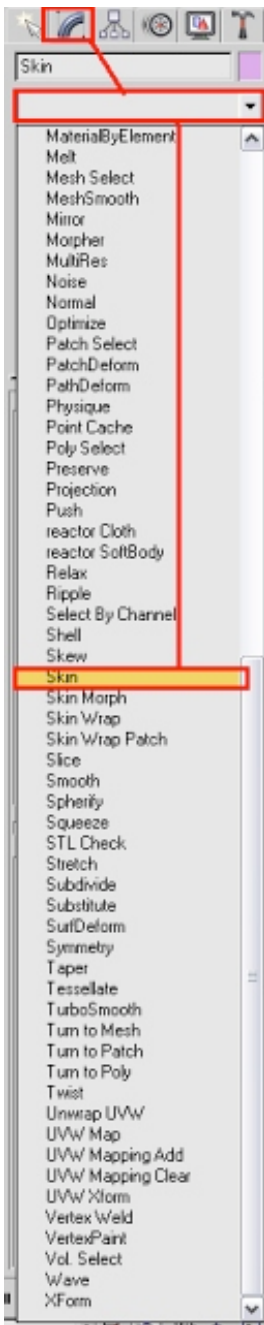 Skin
MaterialByElement
Melt
Mesh Select
MeshSmooth
Mirror
Morpher
MultiRes
Noise
Normal
Optimize
Patch Select
PatchDeform
PathDeform
Physique
Point Cache
Poly Select
Preserve
Projection
Push
reactor Cloth
reactor SoftBody
Relax
Ripple
Select By Channel
Shell
Skew
Skin
Skin Morph
Skin Wrap
Skin Wrap Patch
Slice
Smooth
Spherify
Squeeze
STL Check
Stretch
Subdivide
Substitute
SurfDeform
Symmetry
Taper
Tessellate
TurboSmooth
Turn to Mesh
Turn to Patch
Turn to Poly
Twist
Unwrap UVW
UVW Map
UVW Mapping Add
UVW Mapping Clear
UVW Xform
Vertex Weld
VertexPaint
Vol. Select
Wave
XForm